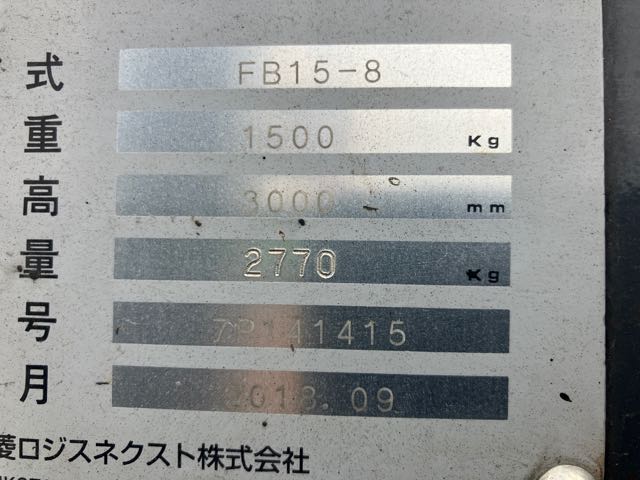 式 FB15-8
重 1500 Kg
高 3000 mm
量 2770 Kg
号
月 2018.09
菱ロジスネクスト株式会社